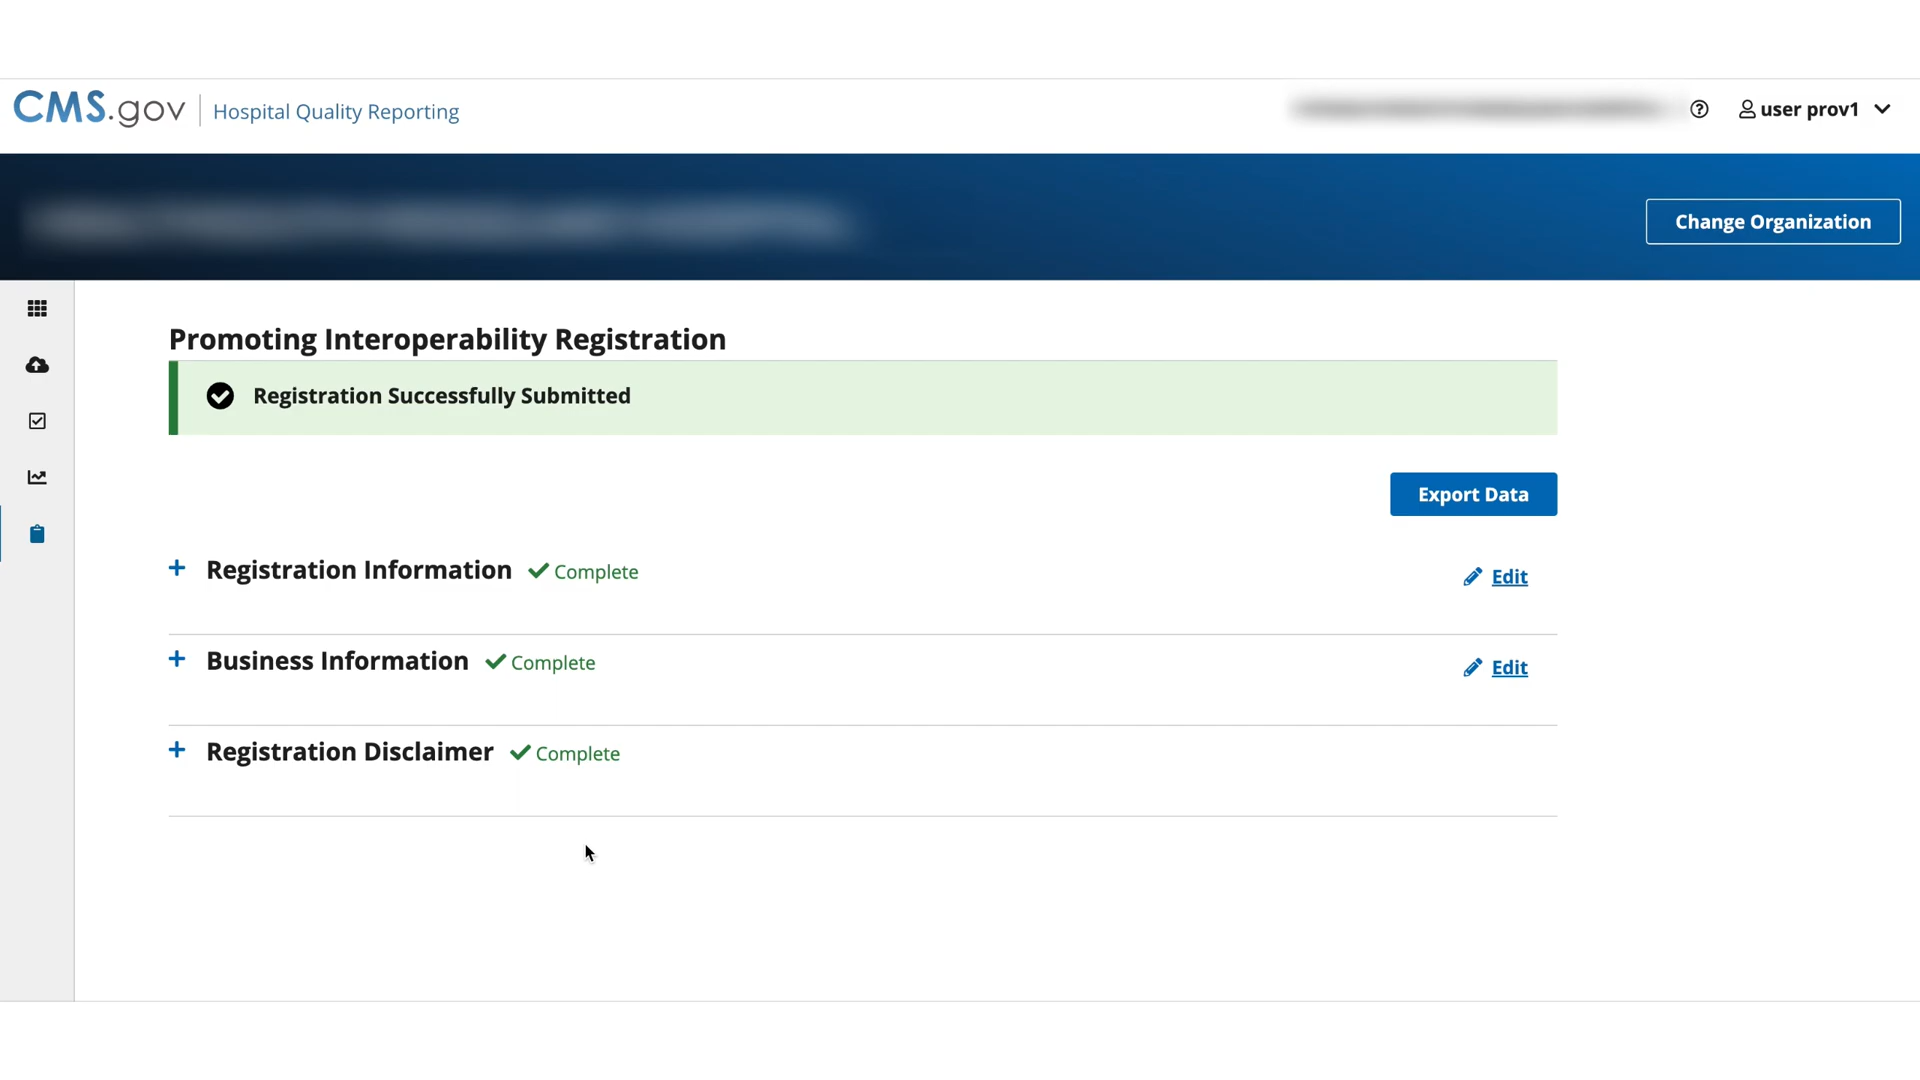 CMS.gov Hospital Quality Reporting
user prov1
Change Organization
Promoting Interoperability Registration
Registration Successfully Submitted
Export Data
Registration Information Complete Edit
Business Information Complete Edit
Registration Disclaimer Complete